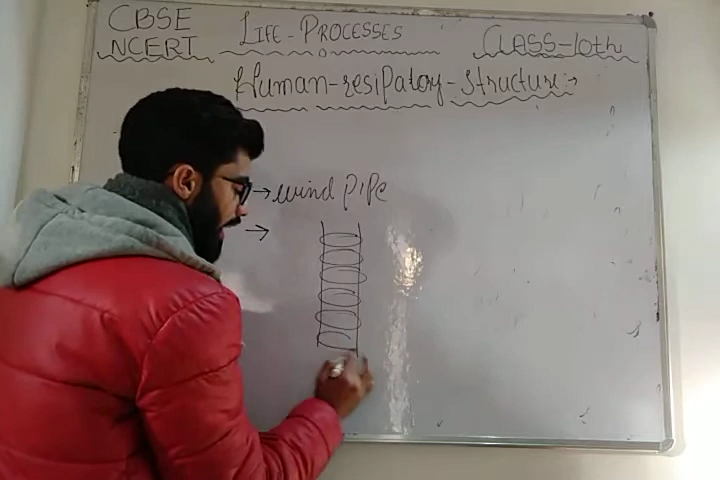 CBSE
NCERT
LIFE-PROCESSES
CLASS-10th
Human-resipatory-structure:-
→wind pipe
→